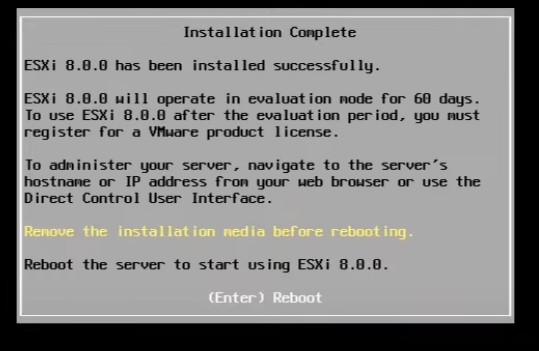 Installation Complete
ESXi 8.0.0 has been installed successfully.
ESXi 8.0.0 will operate in evaluation mode for 60 days.
To use ESXi 8.0.0 after the evaluation period, you must
register for a VMware product license.
To administer your server, navigate to the server's
hostname or IP address from your web browser or use the
Direct Control User Interface.
Remove the installation media before rebooting.
Reboot the server to start using ESXi 8.0.0.
(Enter) Reboot